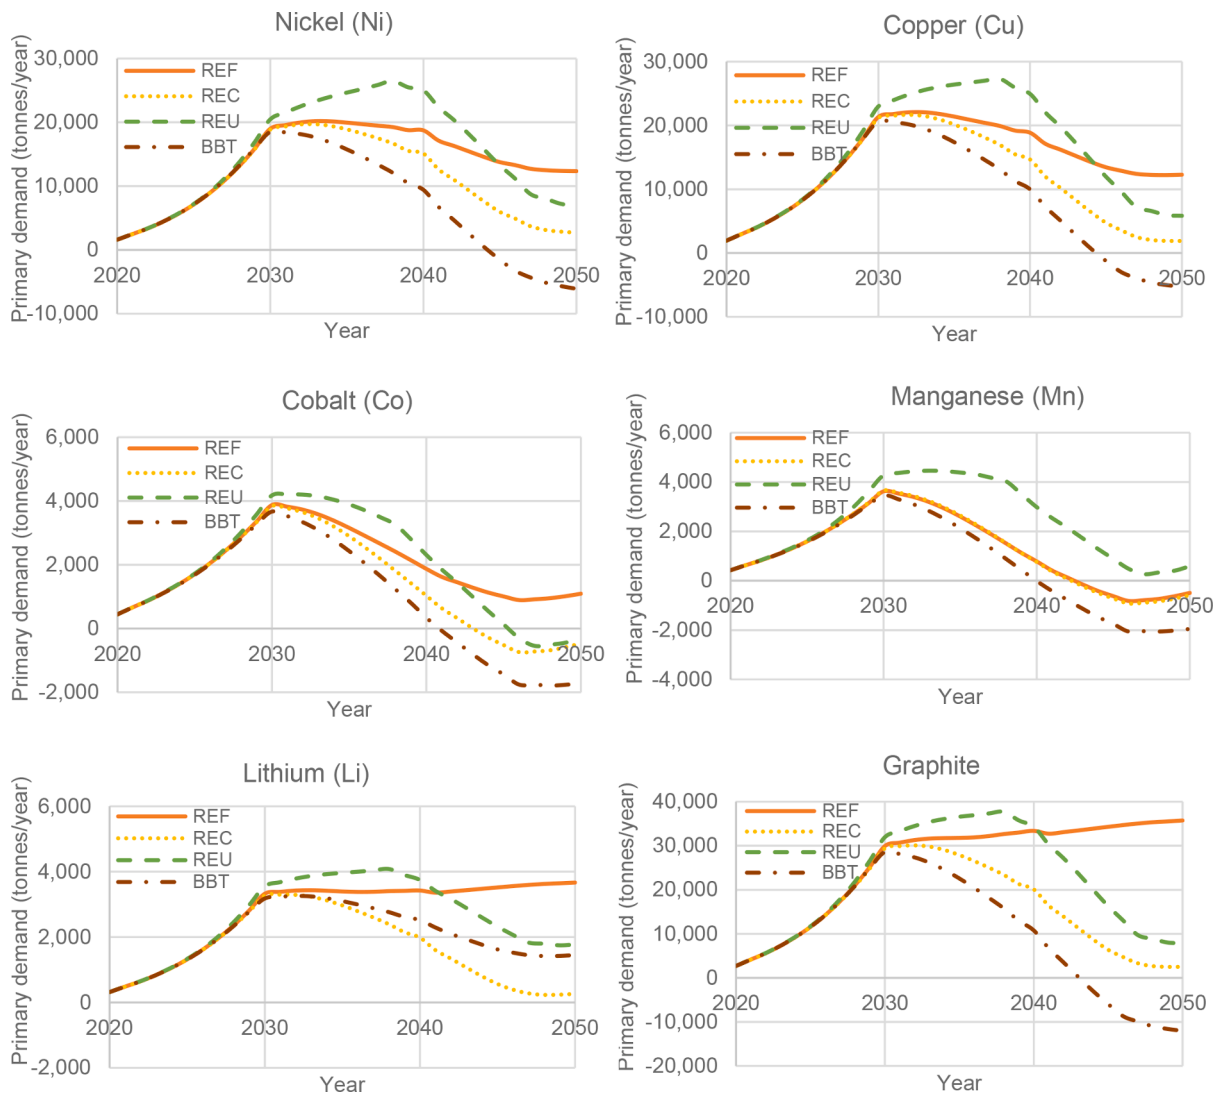 Nickel (Ni)
Primary demand (tonnes/year)
30,000
20,000
10,000
0
-10,000
REF
REC
REU
BBT
2020
2030
2040
2050
Year
Copper (Cu)
Primary demand (tonnes/year)
30,000
20,000
10,000
0
-10,000
REF
REC
REU
BBT
2020
2030
2040
2050
Year
Cobalt (Co)
Primary demand (tonnes/year)
6,000
4,000
2,000
0
-2,000
REF
REC
REU
BBT
2020
2030
2040
2050
Year
Manganese (Mn)
Primary demand (tonnes/year)
6,000
4,000
2,000
0
-2,000
-4,000
REF
REC
REU
BBT
2020
2030
2040
2050
Year
Lithium (Li)
Primary demand (tonnes/year)
6,000
4,000
2,000
0
-2,000
REF
REC
REU
BBT
2020
2030
2040
2050
Year
Graphite
Primary demand (tonnes/year)
40,000
30,000
20,000
10,000
0
-10,000
-20,000
REF
REC
REU
BBT
2020
2030
2040
2050
Year